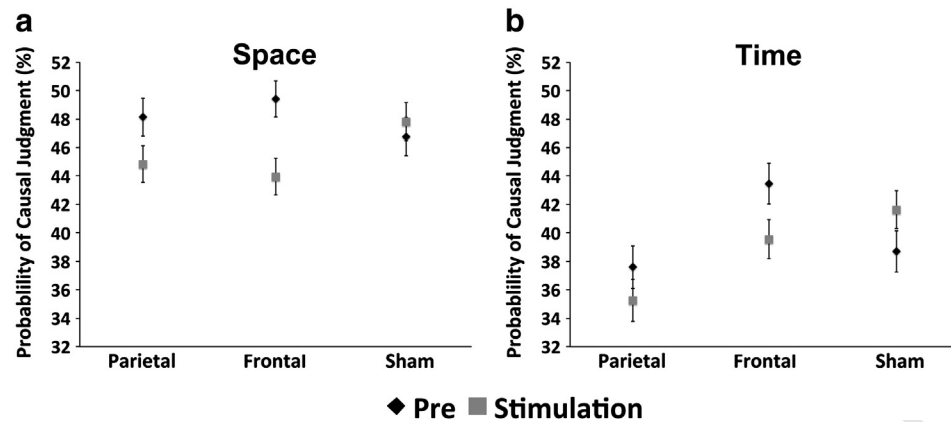 a
b
Space
Time
Probablility of Causal Judgment (%)
52
50
48
46
44
42
40
38
36
34
32
Parietal Frontal Sham
Probablility of Causal Judgment (%)
52
50
48
46
44
42
40
38
36
34
32
Parietal Frontal Sham
Pre Stimulation